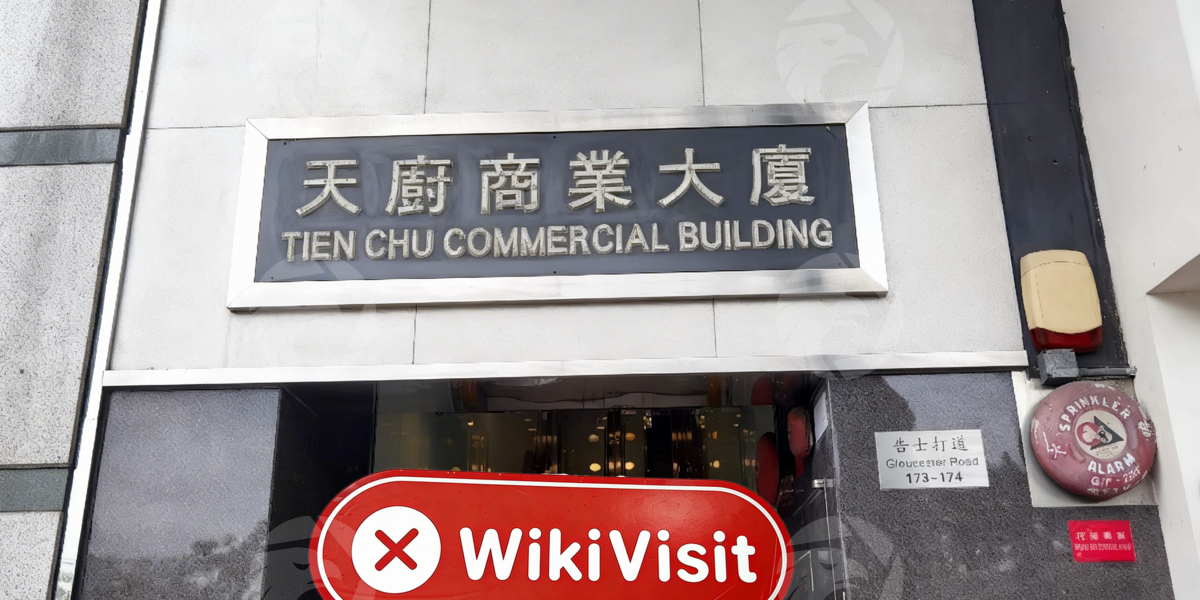 天廚商業大廈
TIEN CHU COMMERCIAL BUILDING
告士打道
Gloucester Road
173-174
SPRINKLER
ALARM
WikiVisit